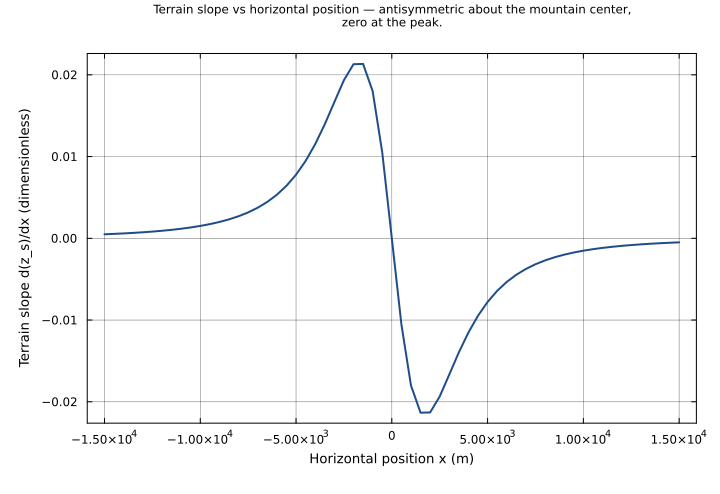 Terrain slope vs horizontal position — antisymmetric about the mountain center,
zero at the peak.
Terrain slope d(z_s)/dx (dimensionless)
0.02
0.01
0.00
−0.01
−0.02
−1.50×10⁴ −1.00×10⁴ −5.00×10³ 0 5.00×10³ 1.00×10⁴ 1.50×10⁴
Horizontal position x (m)